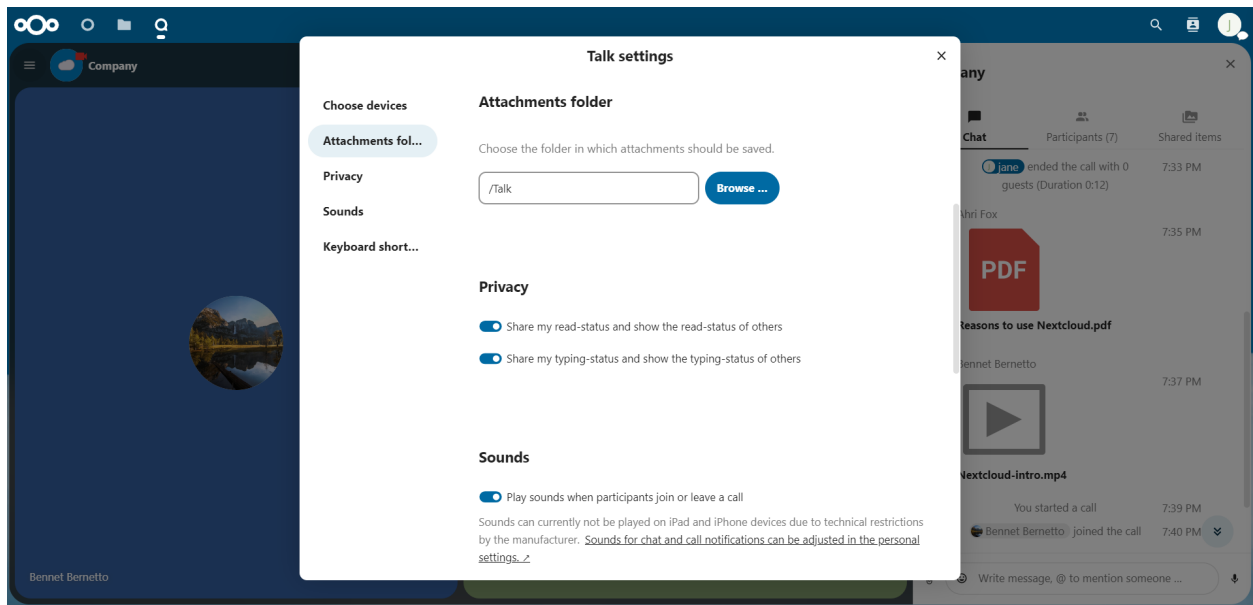 J
Company
Talk settings
Choose devices
Attachments fol...
Privacy
Sounds
Keyboard short...
Attachments folder
Choose the folder in which attachments should be saved.
/Talk
Browse ...
Privacy
Share my read-status and show the read-status of others
Share my typing-status and show the typing-status of others
Sounds
Play sounds when participants join or leave a call
Sounds can currently not be played on iPad and iPhone devices due to technical restrictions
by the manufacturer. Sounds for chat and call notifications can be adjusted in the personal
settings. ↗
any
Chat
Participants (7)
Shared items
jane ended the call with 0
guests (Duration 0:12)
7:33 PM
Ahri Fox
7:35 PM
PDF
Reasons to use Nextcloud.pdf
Bennet Bernetto
7:37 PM
Nextcloud-intro.mp4
You started a call
7:39 PM
Bennet Bernetto joined the call
7:40 PM
Write message, @ to mention someone ...
Bennet Bernetto